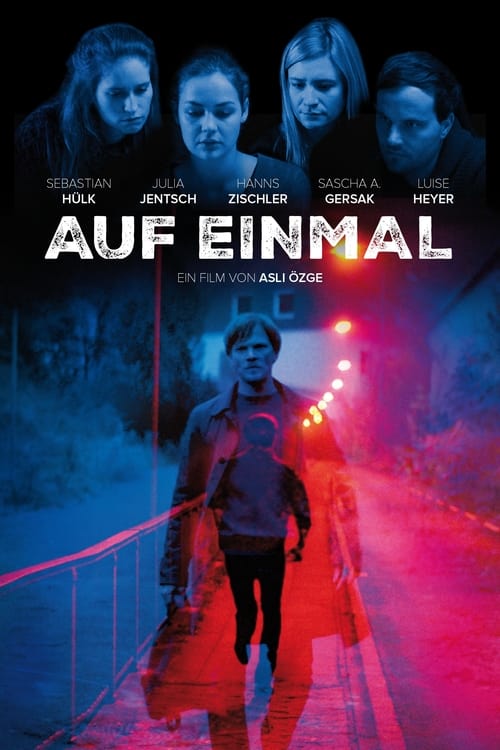 SEBASTIAN JULIA HANNS SASCHA A. LUISE
HÜLK JENTSCH ZISCHLER GERSAK HEYER
AUF EINMAL
EIN FILM VON ASLI ÖZGE